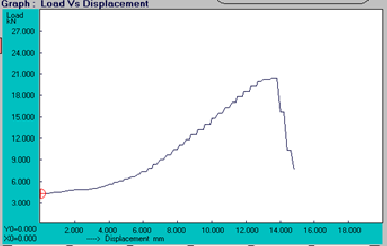 Graph : Load Vs Displacement
Load
kN
27.000
24.000
21.000
18.000
15.000
12.000
9.000
6.000
3.000
Y0=0.000
2.000 4.000 6.000 8.000 10.000 12.000 14.000 16.000 18.000
X0=0.000
Displacement mm